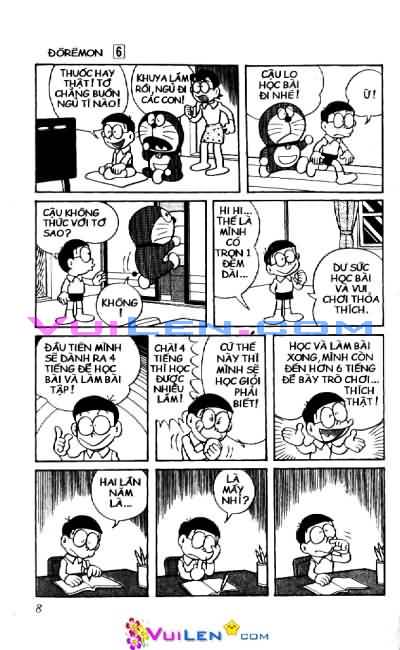 ĐÔRÊMON 6
THUỐC HAY
THẬT! TỚ
CHẲNG BUỒN
NGỦ TÍ NÀO!
KHUYA LẮM
RỒI, NGỦ ĐI
CÁC CON!
CẬU LO
HỌC BÀI
ĐI NHÉ!
Ừ!
CẬU KHÔNG
THỨC VỚI TỚ
SAO?
KHÔNG!
HI HI...
THẾ LÀ
MÌNH
CÓ
TRỌN 1
ĐÊM
DÀI...
DƯ SỨC
HỌC BÀI
VÀ VUI
CHƠI THỎA
THÍCH.
VUILEN.COM
ĐẦU TIÊN MÌNH
SẼ DÀNH RA 4
TIẾNG ĐỂ HỌC
BÀI VÀ LÀM BÀI
TẬP!
CHÀ! 4
TIẾNG
THÌ HỌC
ĐƯỢC
NHIỀU
LẮM!
CỨ THẾ
NÀY THÌ
MÌNH SẼ
HỌC GIỎI
PHẢI
BIẾT!
HỌC VÀ LÀM BÀI
XONG, MÌNH CÒN
ĐẾN HƠN 6 TIẾNG
ĐỂ BÀY TRÒ CHƠI...
THÍCH
THẬT!
HAI LẦN
NĂM
LÀ...
LÀ
MẤY
NHỈ?
8
VUILEN.COM